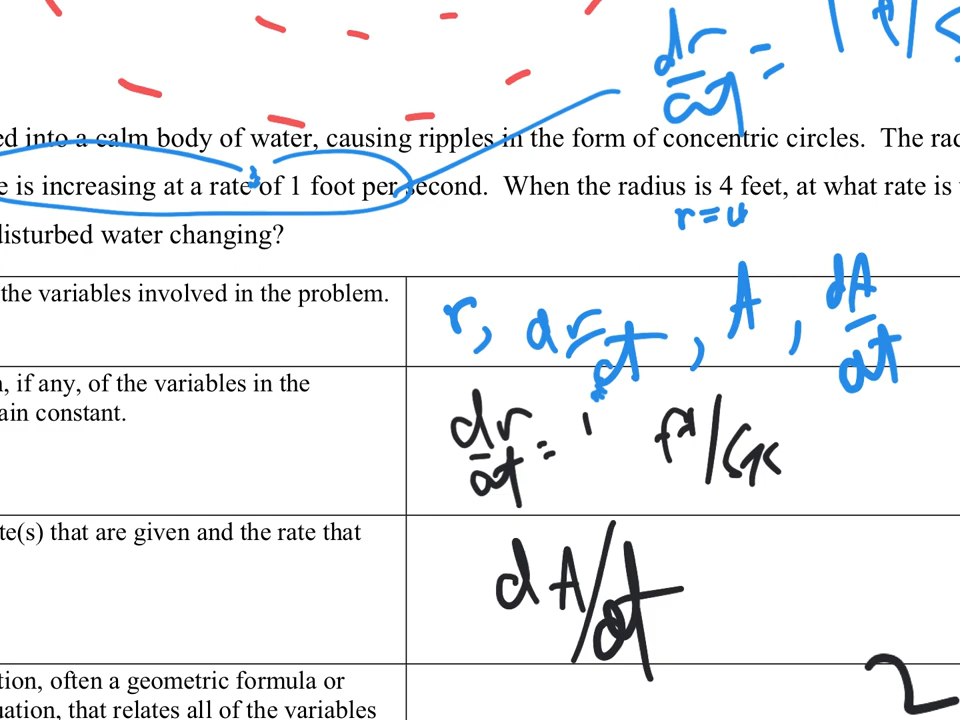 dr/dt = 1 ft/s
ed into a calm body of water, causing ripples in the form of concentric circles. The rad
e is increasing at a rate of 1 foot per second. When the radius is 4 feet, at what rate is
r = 4
disturbed water changing?
the variables involved in the problem.
r, dr/dt, A, dA/dt
n, if any, of the variables in the
ain constant.
dr/dt = 1 ft/sec
te(s) that are given and the rate that
dA/dt
tion, often a geometric formula or
uation, that relates all of the variables
2